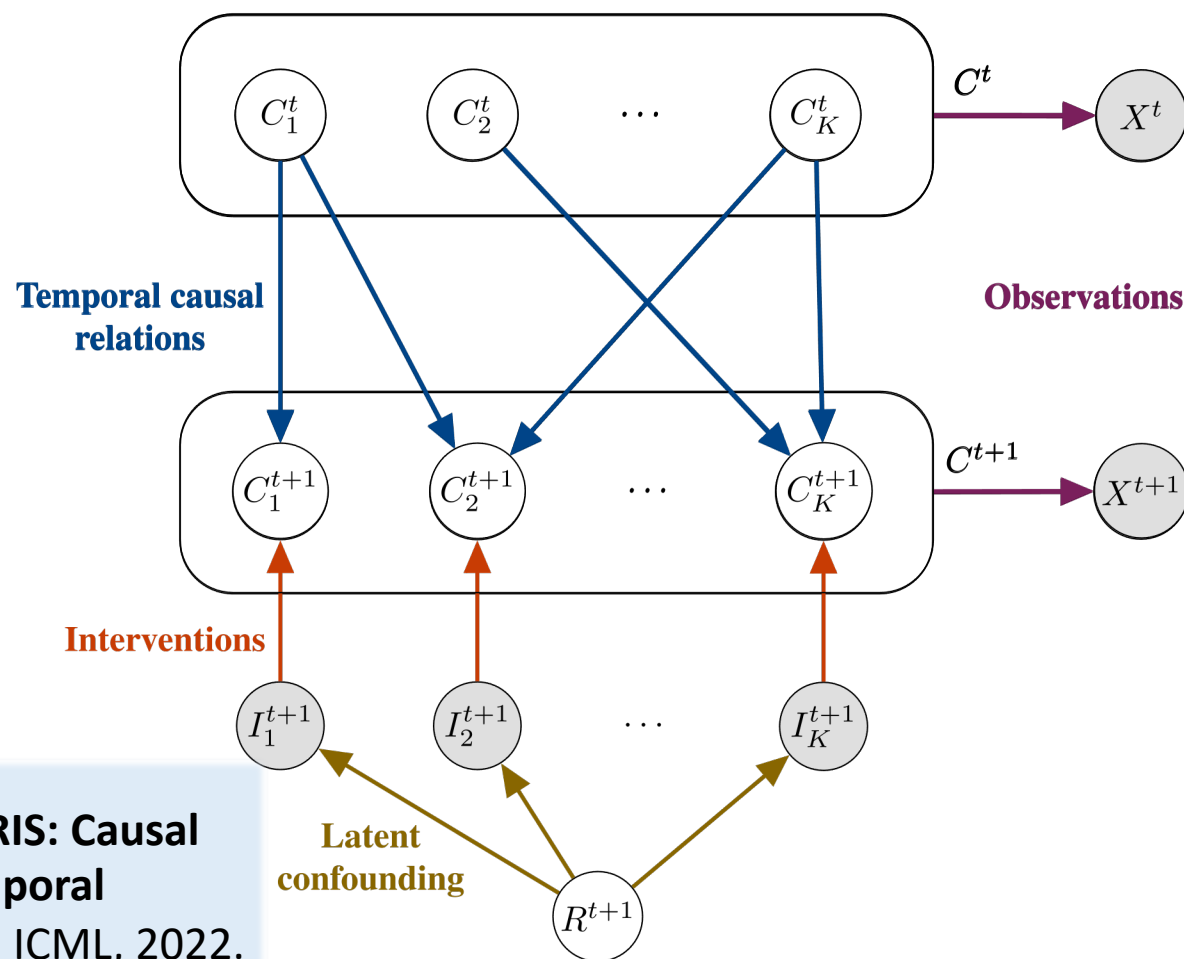 $C_1^t$ $C_2^t$ ⋯ $C_K^t$ $C^t$ $X^t$
Temporal causal
relations
Observations
$C_1^{t+1}$ $C_2^{t+1}$ ⋯ $C_K^{t+1}$ $C^{t+1}$ $X^{t+1}$
Interventions
$I_1^{t+1}$ $I_2^{t+1}$ ⋯ $I_K^{t+1}$
Latent
confounding
$R^{t+1}$
RIS: Causal
poral
ICML, 2022.